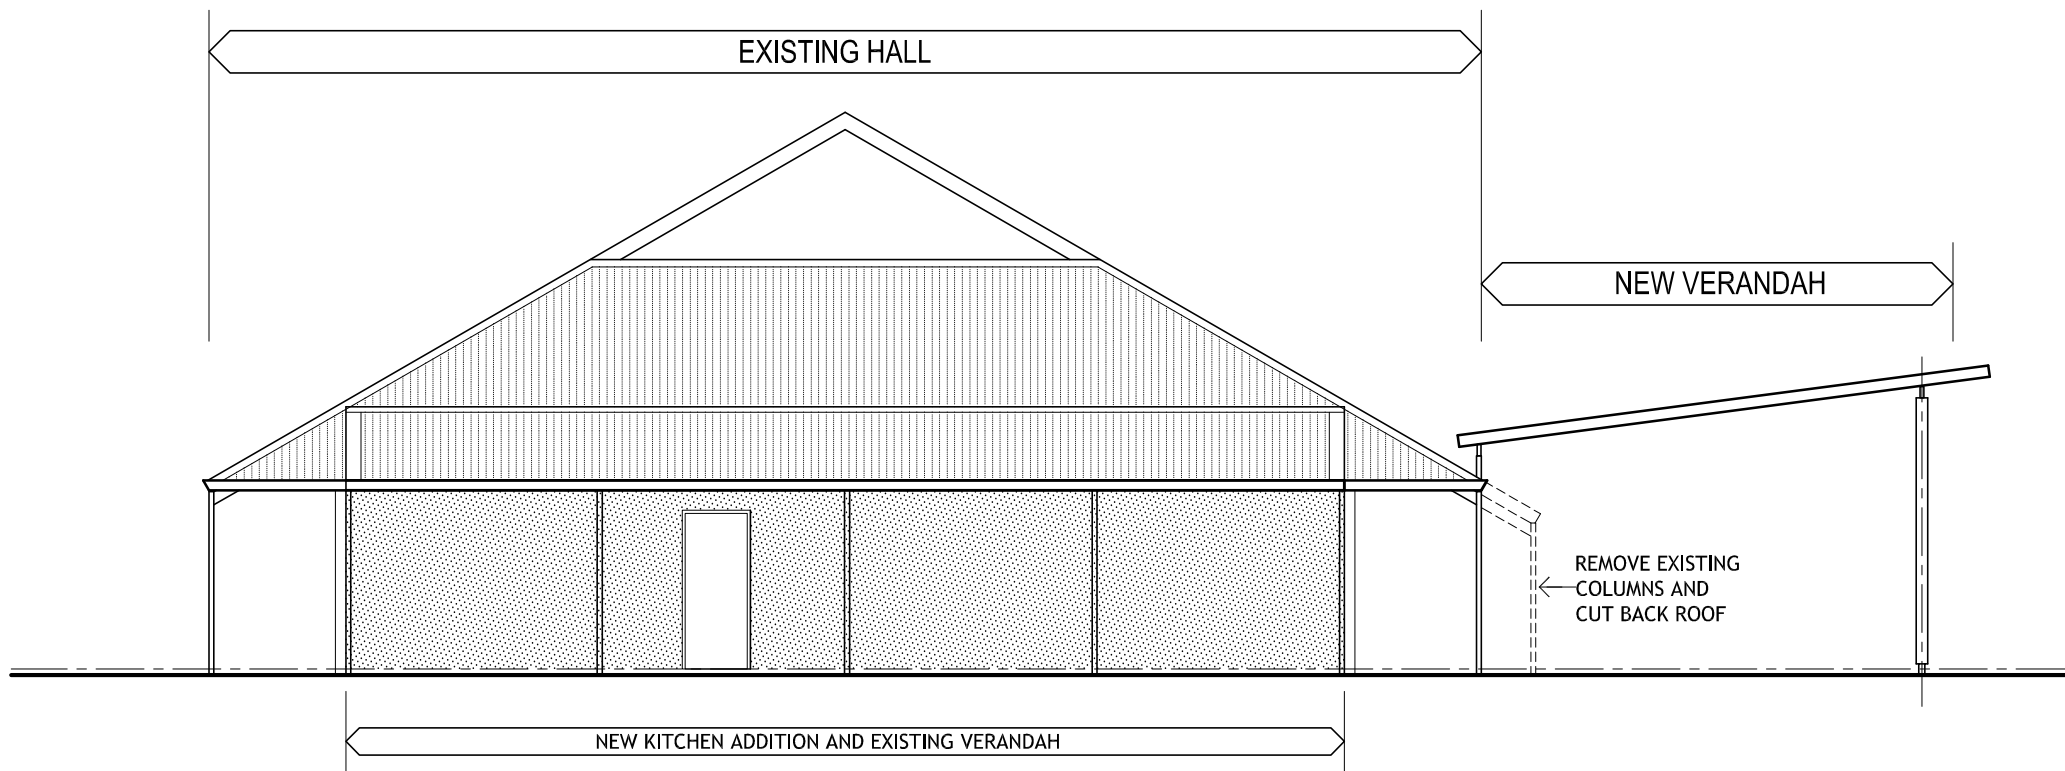 EXISTING HALL
NEW VERANDAH
REMOVE EXISTING
COLUMNS AND
CUT BACK ROOF
NEW KITCHEN ADDITION AND EXISTING VERANDAH